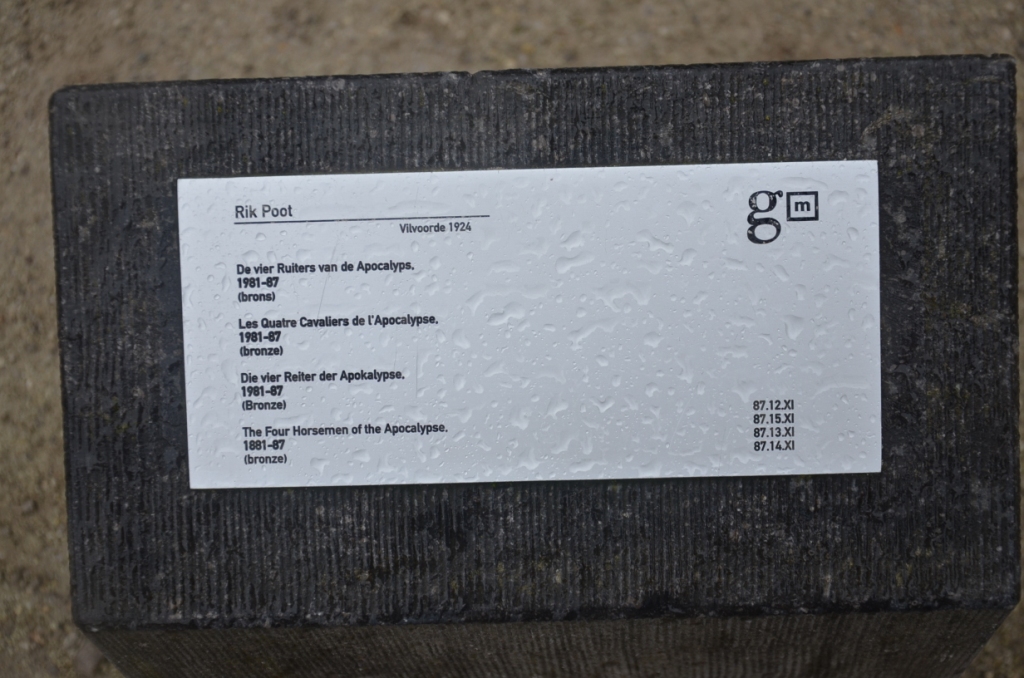 Rik Poot
Vilvoorde 1924
gm
De vier Ruiters van de Apocalyps.
1981-87
(brons)
Les Quatre Cavaliers de l'Apocalypse.
1981-87
(bronze)
Die vier Reiter der Apokalypse.
1981-87
(Bronze)
The Four Horsemen of the Apocalypse.
1881-87
(bronze)
87.12.XI
87.15.XI
87.13.XI
87.14.XI